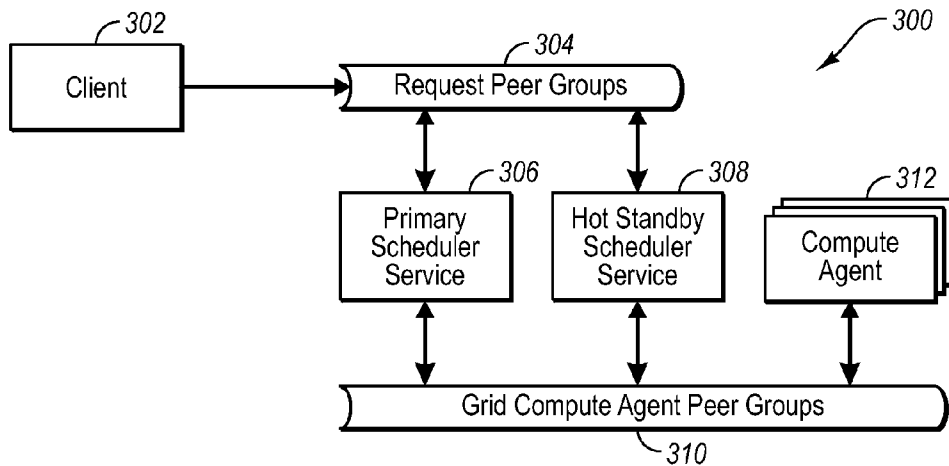 302
300
304
Client
Request Peer Groups
306
308
312
Primary
Scheduler
Service
Hot Standby
Scheduler
Service
Compute
Agent
Grid Compute Agent Peer Groups
310